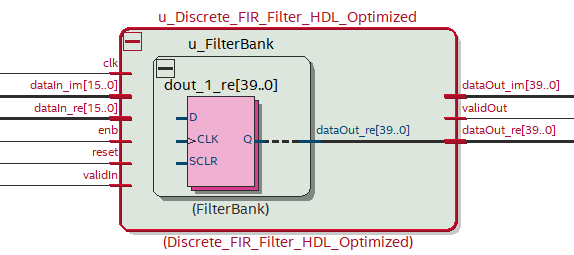 u_Discrete_FIR_Filter_HDL_Optimized
u_FilterBank
clk
dataIn_im[15..0]
dataIn_re[15..0]
enb
reset
validIn
dout_1_re[39..0]
D
CLK
SCLR
Q
dataOut_re[39..0]
dataOut_im[39..0]
validOut
dataOut_re[39..0]
(FilterBank)
(Discrete_FIR_Filter_HDL_Optimized)